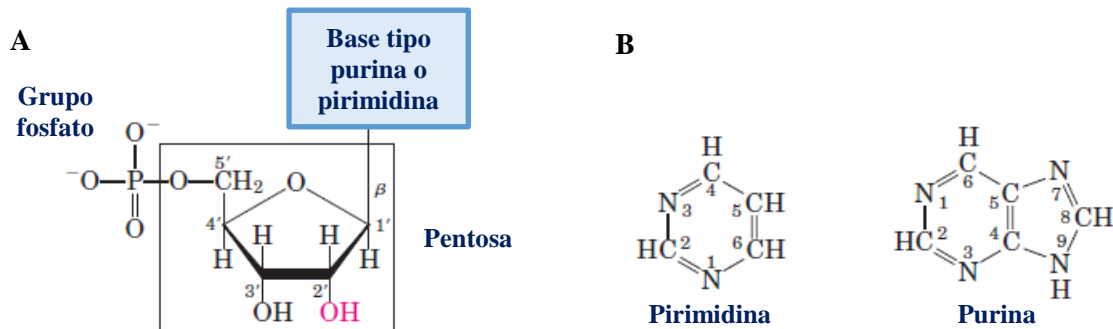 A
Base tipo
purina o
pirimidina
Grupo
fosfato
O⁻
⁻O—P—O—CH₂
O
5′
O
β
4′
1′
H
H
H
H
3′
2′
OH
OH
Pentosa
B
H
C
4
N
3
5
CH
HC
2
6
CH
1
N
Pirimidina
H
C
6
N
1
5
C
N
7
8
CH
HC
2
4
C
9
3
N
N
H
Purina